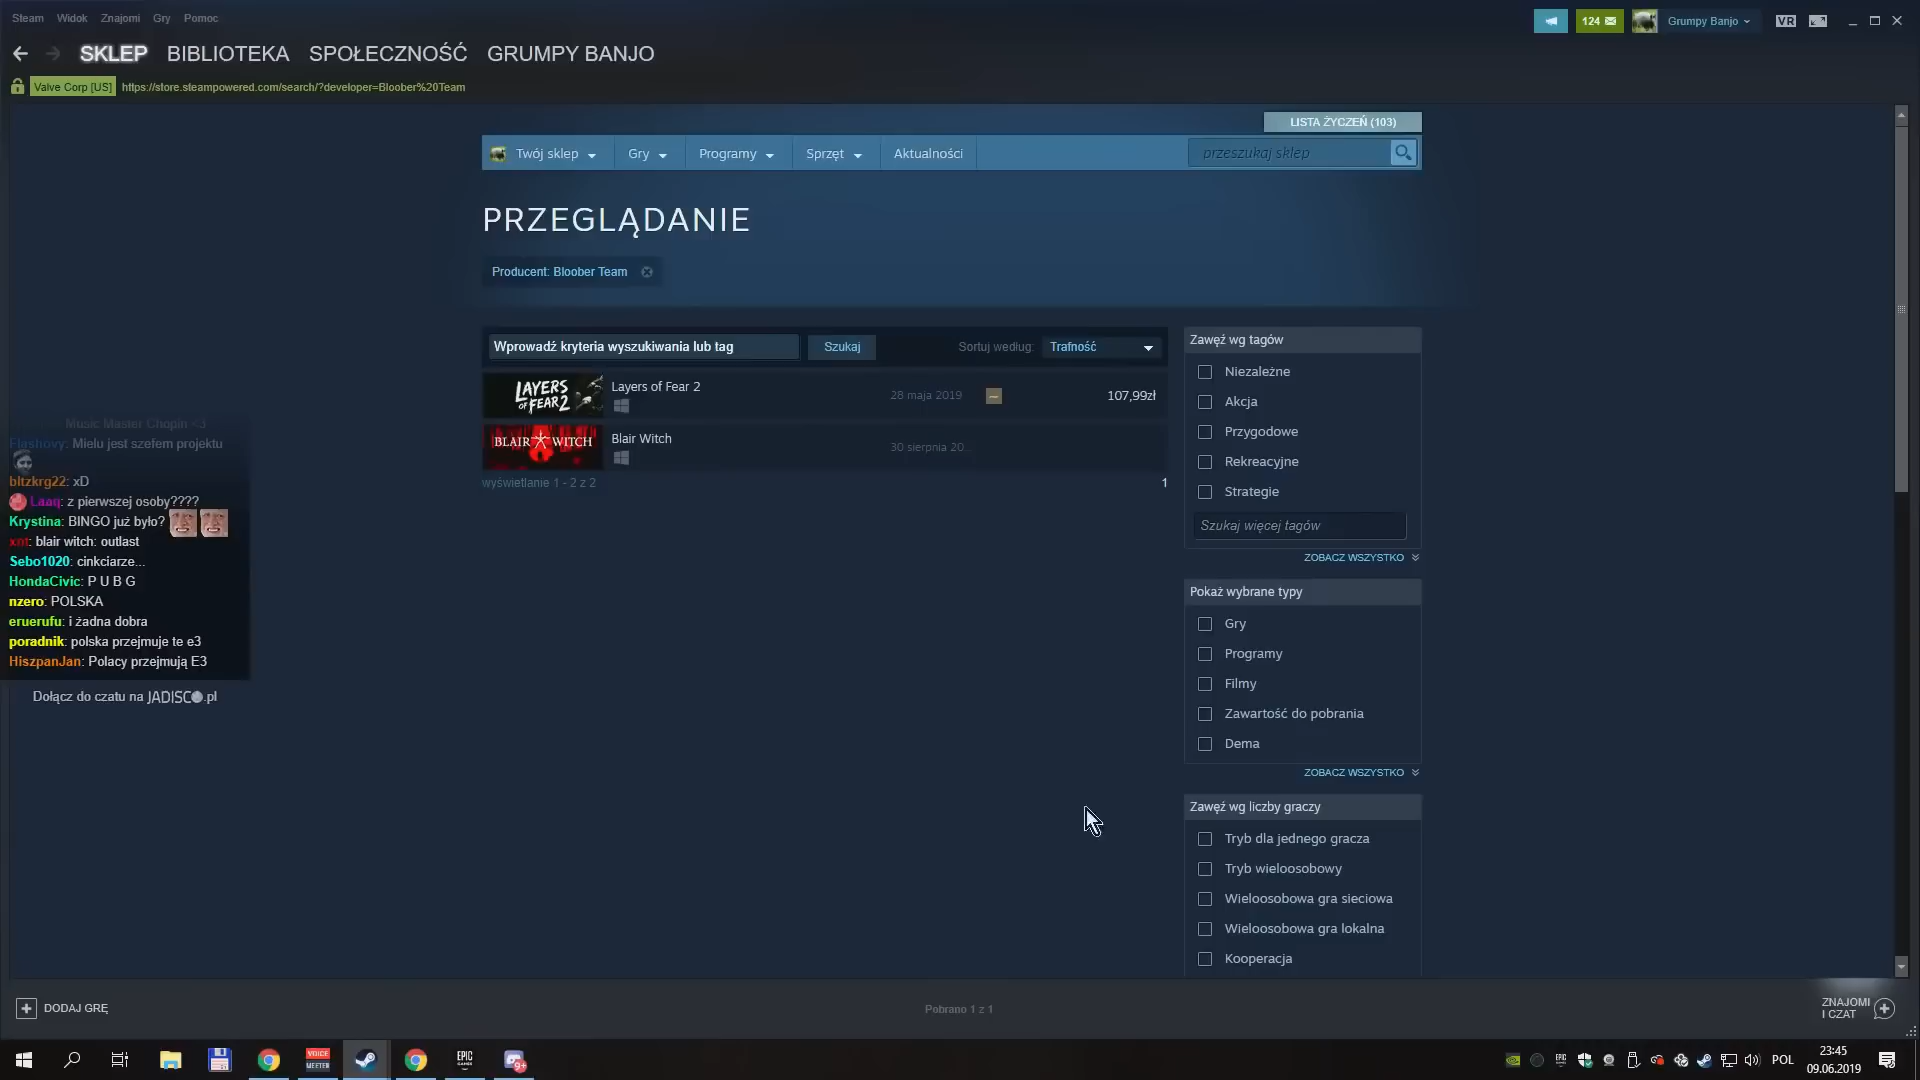 Steam Widok Znajomi Gry Pomoc
124
Grumpy Banjo
VR
SKLEP BIBLIOTEKA SPOŁECZNOŚĆ GRUMPY BANJO
Valve Corp [US] https://store.steampowered.com/search/?developer=Bloober%20Team
LISTA ŻYCZEŃ (103)
Twój sklep Gry Programy Sprzęt Aktualności
przeszukaj sklep
PRZEGLĄDANIE
Producent: Bloober Team
Wprowadź kryteria wyszukiwania lub tag
Szukaj
Sortuj według: Trafność
LAYERS OF FEAR 2
Layers of Fear 2
28 maja 2019
107,99zł
BLAIR WITCH
Blair Witch
30 sierpnia 20...
wyświetlanie 1 - 2 z 2
1
Zawęź wg tagów
Niezależne
Akcja
Przygodowe
Rekreacyjne
Strategie
Szukaj więcej tagów
ZOBACZ WSZYSTKO
Pokaż wybrane typy
Gry
Programy
Filmy
Zawartość do pobrania
Dema
ZOBACZ WSZYSTKO
Zawęź wg liczby graczy
Tryb dla jednego gracza
Tryb wieloosobowy
Wieloosobowa gra sieciowa
Wieloosobowa gra lokalna
Kooperacja
Music Master Chopin <3
Flashovy: Mielu jest szefem projektu
bltzkrg22: xD
Laaq: z pierwszej osoby????
Krystina: BINGO już było?
xnt: blair witch: outlast
Sebo1020: cinkciarze...
HondaCivic: P U B G
nzero: POLSKA
eruerufu: i żadna dobra
poradnik: polska przejmuje te e3
HiszpanJan: Polacy przejmują E3
Dołącz do czatu na JADISCO.pl
DODAJ GRĘ
Pobrano 1 z 1
ZNAJOMI
I CZAT
VOICE
MEETER
EPIC
GAMES
9+
POL
23:45
09.06.2019